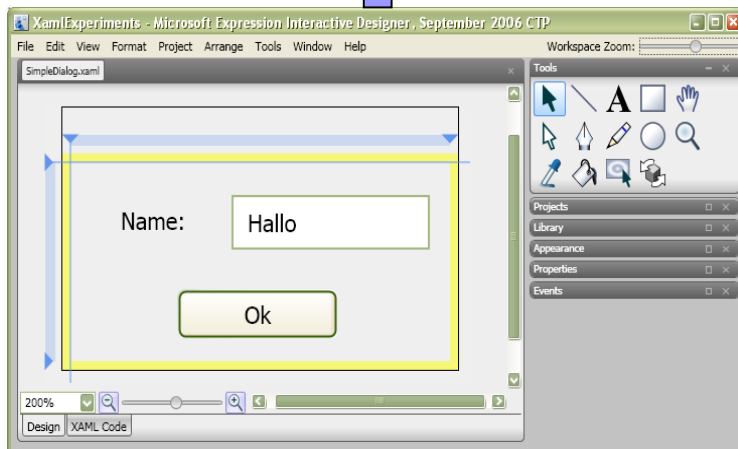 XamlExperiments - Microsoft Expression Interactive Designer, September 2006 CTP
File Edit View Format Project Arrange Tools Window Help Workspace Zoom:
SimpleDialog.xaml
Tools
A
Projects
Library
Appearance
Properties
Events
Name: Hallo
Ok
200%
Design XAML Code